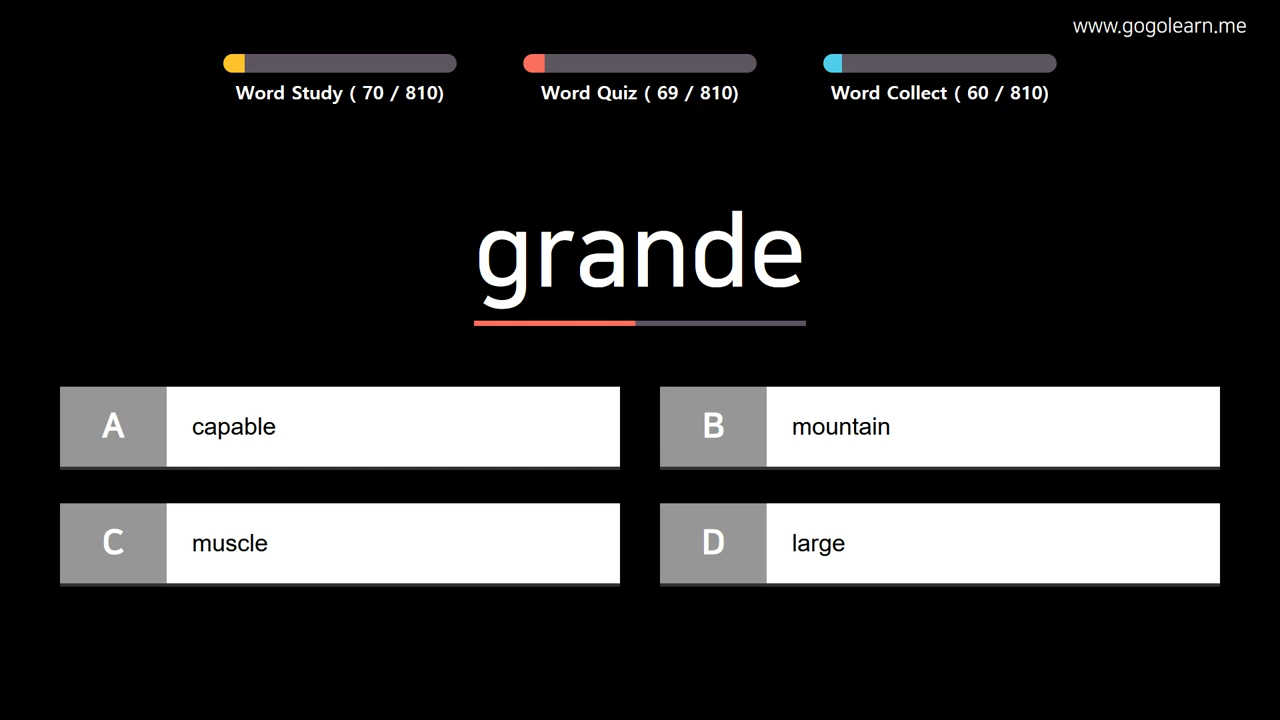 www.gogolearn.me
Word Study ( 70 / 810)
Word Quiz ( 69 / 810)
Word Collect ( 60 / 810)
grande
A capable
B mountain
C muscle
D large